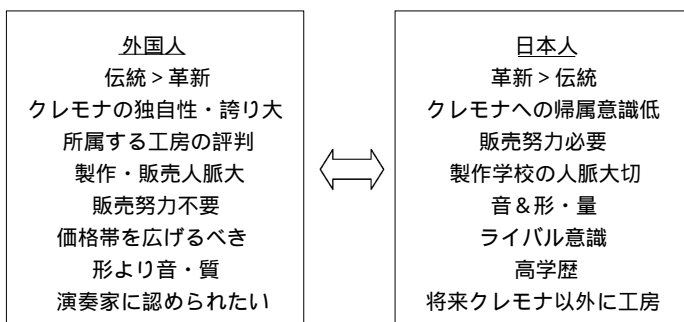 外国人
伝統 > 革新
クレモナの独自性・誇り大
所属する工房の評判
製作・販売人脈大
販売努力不要
価格帯を広げるべき
形より音・質
演奏家に認められたい
日本人
革新 > 伝統
クレモナへの帰属意識低
販売努力必要
製作学校の人脈大切
音&形・量
ライバル意識
高学歴
将来クレモナ以外に工房